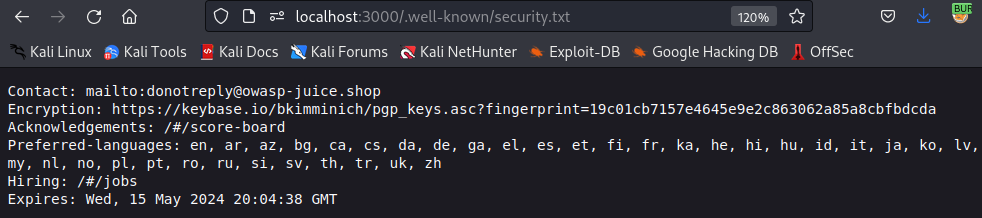 localhost:3000/.well-known/security.txt 120%
BUR
Kali Linux Kali Tools Kali Docs Kali Forums Kali NetHunter Exploit-DB Google Hacking DB OffSec
Contact: mailto:donotreply@owasp-juice.shop
Encryption: https://keybase.io/bkimminich/pgp_keys.asc?fingerprint=19c01cb7157e4645e9e2c863062a85a8cbfbdcda
Acknowledgements: /#/score-board
Preferred-languages: en, ar, az, bg, ca, cs, da, de, ga, el, es, et, fi, fr, ka, he, hi, hu, id, it, ja, ko, lv,
my, nl, no, pl, pt, ro, ru, si, sv, th, tr, uk, zh
Hiring: /#/jobs
Expires: Wed, 15 May 2024 20:04:38 GMT